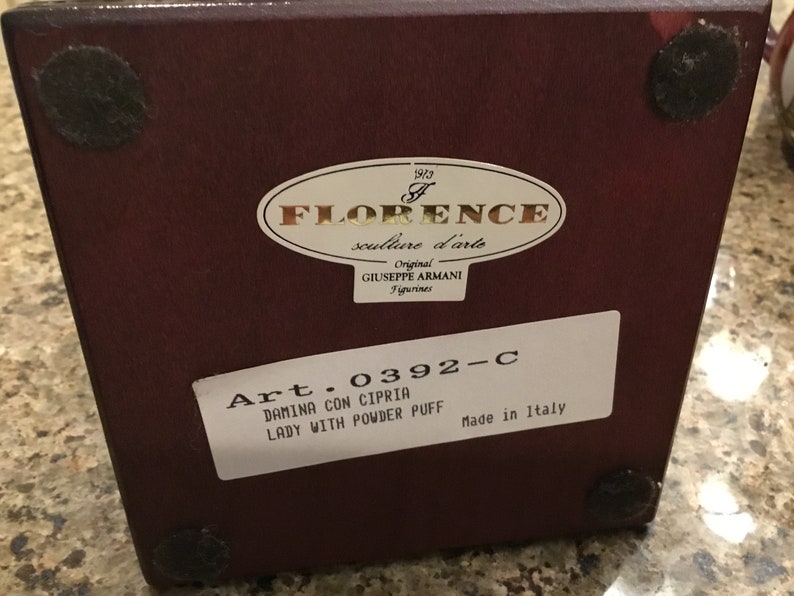 1973
FLORENCE
sculture d'arte
Original
GIUSEPPE ARMANI
Figurines
Art. 0392-C
DAMINA CON CIPRIA
LADY WITH POWDER PUFF
Made in Italy